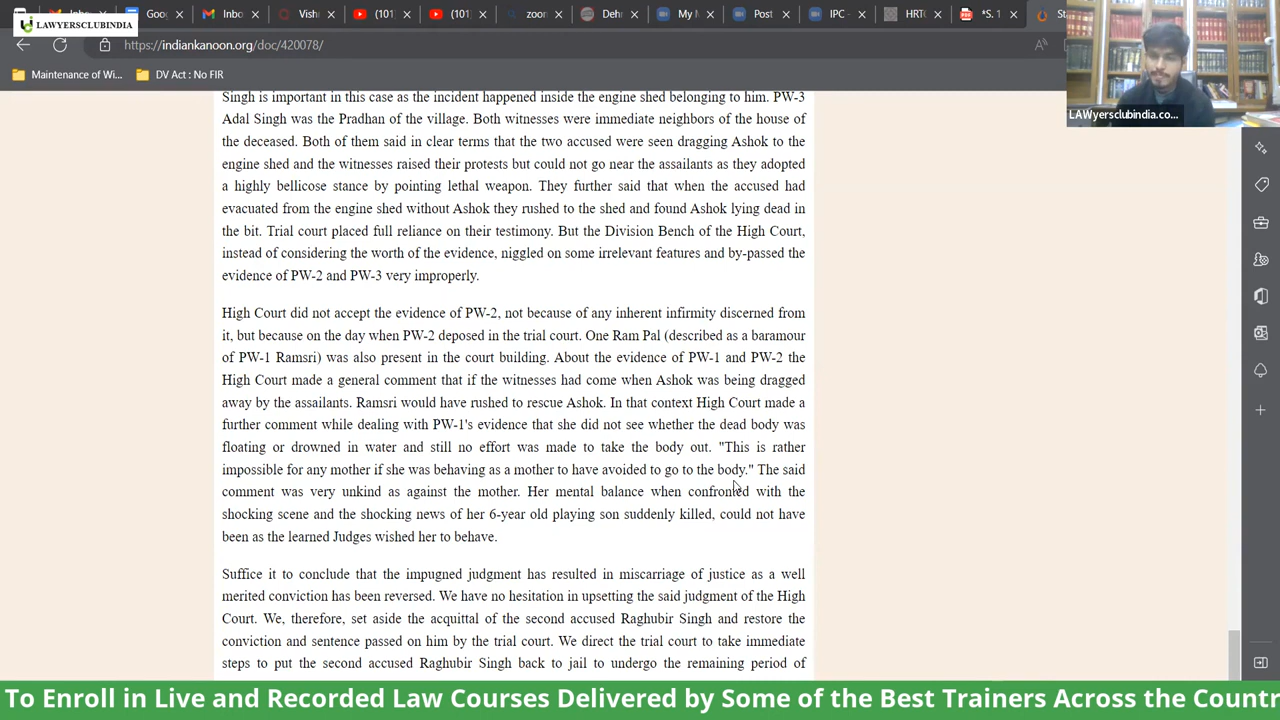 Inbo
Goog
Inbo
Vishr
(101
zoor
Deh
My M
C -
HRT
*S.
St
LAWYERSCLUBINDIA
https://indiankanoon.org/doc/420078/
Maintenance of Wi...
DV Act : No FIR
LAWyersclubindia.co...
Singh is important in this case as the incident happened inside the engine shed belonging to him. PW-3
Adal Singh was the Pradhan of the village. Both witnesses were immediate neighbors of the house of
the deceased. Both of them said in clear terms that the two accused were seen dragging Ashok to the
engine shed and the witnesses raised their protests but could not go near the assailants as they adopted
a highly bellicose stance by pointing lethal weapon. They further said that when the accused had
evacuated from the engine shed without Ashok they rushed to the shed and found Ashok lying dead in
the bit. Trial court placed full reliance on their testimony. But the Division Bench of the High Court,
instead of considering the worth of the evidence, niggled on some irrelevant features and by-passed the
evidence of PW-2 and PW-3 very improperly.
High Court did not accept the evidence of PW-2, not because of any inherent infirmity discerned from
it, but because on the day when PW-2 deposed in the trial court. One Ram Pal (described as a baramour
of PW-1 Ramsri) was also present in the court building. About the evidence of PW-1 and PW-2 the
High Court made a general comment that if the witnesses had come when Ashok was being dragged
away by the assailants. Ramsri would have rushed to rescue Ashok. In that context High Court made a
further comment while dealing with PW-1's evidence that she did not see whether the dead body was
floating or drowned in water and still no effort was made to take the body out. "This is rather
impossible for any mother if she was behaving as a mother to have avoided to go to the body." The said
comment was very unkind as against the mother. Her mental balance when confronted with the
shocking scene and the shocking news of her 6-year old playing son suddenly killed, could not have
been as the learned Judges wished her to behave.
Suffice it to conclude that the impugned judgment has resulted in miscarriage of justice as a well
merited conviction has been reversed. We have no hesitation in upsetting the said judgment of the High
Court. We, therefore, set aside the acquittal of the second accused Raghubir Singh and restore the
conviction and sentence passed on him by the trial court. We direct the trial court to take immediate
steps to put the second accused Raghubir Singh back to jail to undergo the remaining period of
To Enroll in Live and Recorded Law Courses Delivered by Some of the Best Trainers Across the Countr